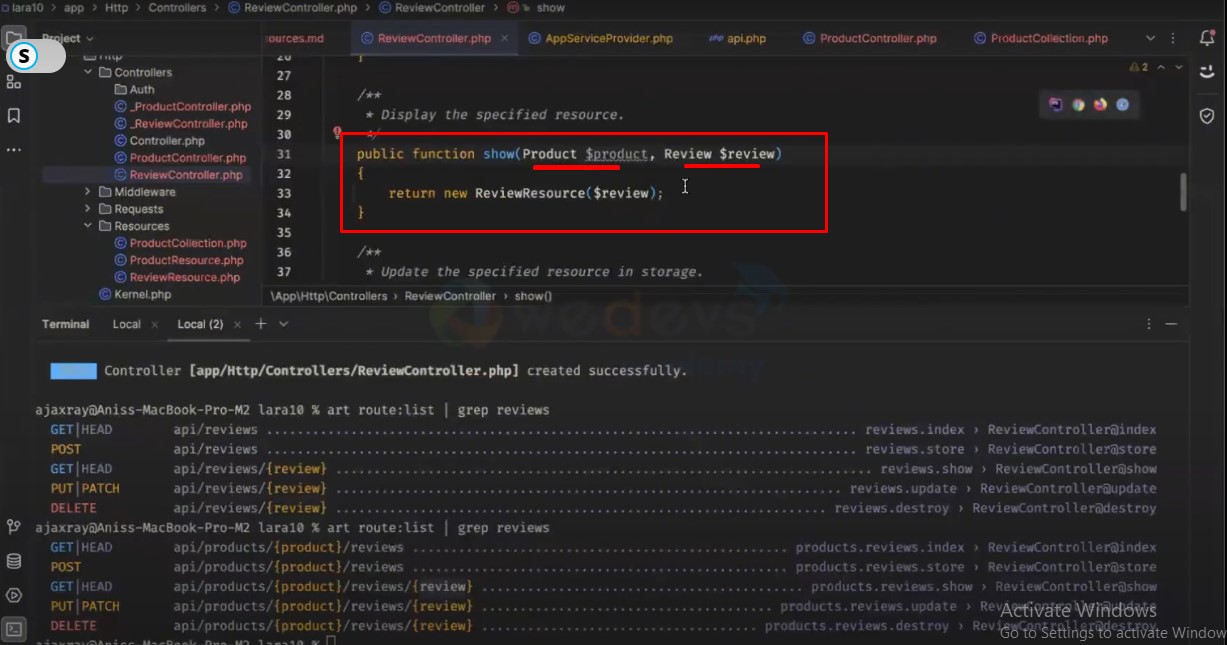 lara10 › app › Http › Controllers › ReviewController.php › ReviewController › show
Project
ources.md
ReviewController.php
AppServiceProvider.php
api.php
ProductController.php
ProductCollection.php
S
Http
Controllers
Auth
_ProductController.php
_ReviewController.php
Controller.php
ProductController.php
ReviewController.php
Middleware
Requests
Resources
ProductCollection.php
ProductResource.php
ReviewResource.php
Kernel.php
2
26 }
27
28 /**
29 * Display the specified resource.
30 */
31 public function show(Product $product, Review $review)
32 {
33 return new ReviewResource($review);
34 }
35
36 /**
37 * Update the specified resource in storage.
\App\Http\Controllers › ReviewController › show()
wedevs
Terminal Local × Local (2) × +
Controller [app/Http/Controllers/ReviewController.php] created successfully.
ajaxray@Aniss-MacBook-Pro-M2 lara10 % art route:list | grep reviews
GET|HEAD api/reviews ... reviews.index › ReviewController@index
POST api/reviews ... reviews.store › ReviewController@store
GET|HEAD api/reviews/{review} ... reviews.show › ReviewController@show
PUT|PATCH api/reviews/{review} ... reviews.update › ReviewController@update
DELETE api/reviews/{review} ... reviews.destroy › ReviewController@destroy
ajaxray@Aniss-MacBook-Pro-M2 lara10 % art route:list | grep reviews
GET|HEAD api/products/{product}/reviews ... products.reviews.index › ReviewController@index
POST api/products/{product}/reviews ... products.reviews.store › ReviewController@store
GET|HEAD api/products/{product}/reviews/{review} ... products.reviews.show › ReviewController@show
PUT|PATCH api/products/{product}/reviews/{review} ... products.reviews.update › ReviewController@update
DELETE api/products/{product}/reviews/{review} ... products.reviews.destroy › ReviewController@destroy
ajaxray@Aniss-MacBook-Pro-M2 lara10 %
Activate Windows
Go to Settings to activate Window